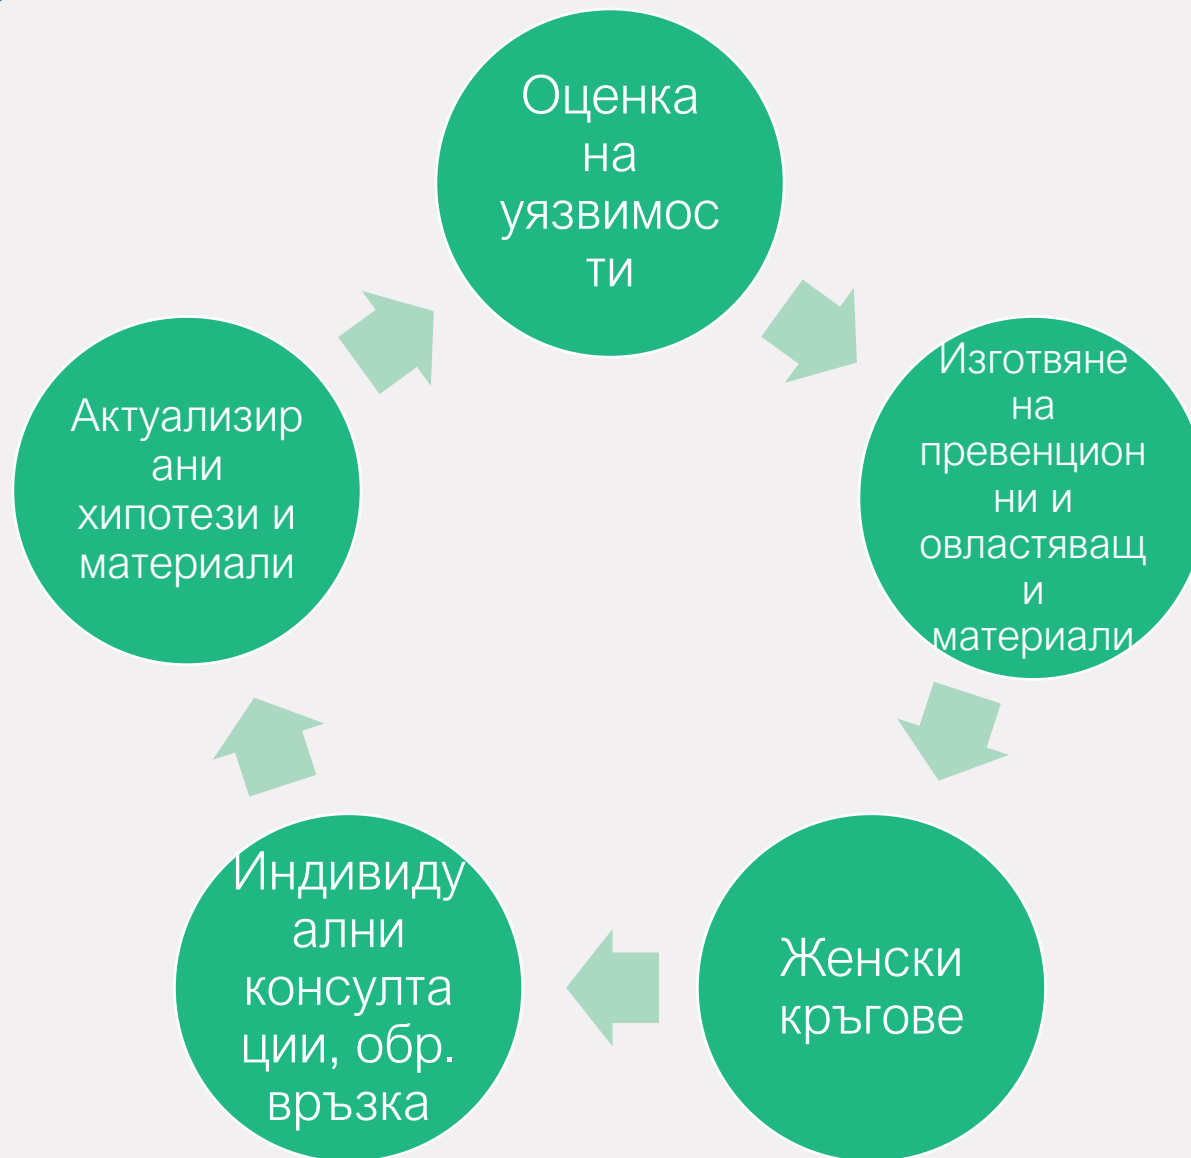 Оценка
на
уязвимос
ти
Изготвяне
на
превенцион
ни и
овластяващ
и
материали
Женски
кръгове
Индивиду
ални
консулта
ции, обр.
връзка
Актуализир
ани
хипотези и
материали